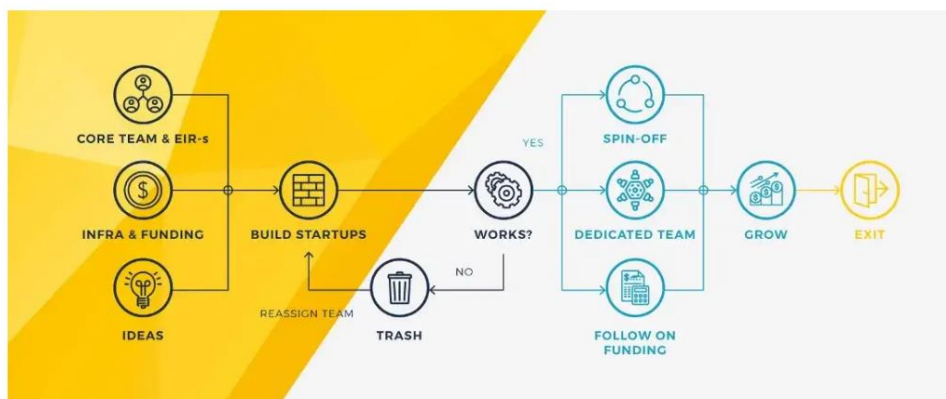 CORE TEAM & EIR-s
INFRA & FUNDING
IDEAS
BUILD STARTUPS
REASSIGN TEAM
TRASH
NO
WORKS?
YES
SPIN-OFF
DEDICATED TEAM
FOLLOW ON
FUNDING
GROW
EXIT